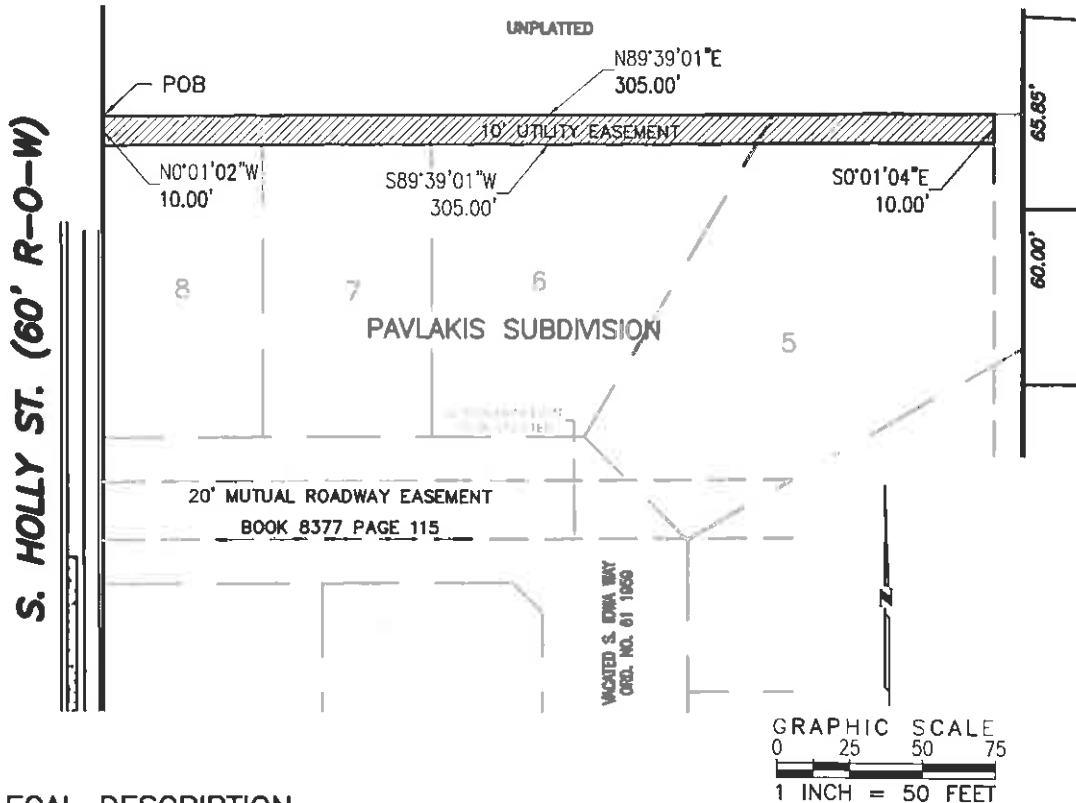 UNPLATTED
N89°39'01"E
305.00'
POB
10' UTILITY EASEMENT
65.85'
N0°01'02"W
10.00'
S89°39'01"W
305.00'
S0°01'04"E
10.00'
S. HOLLY ST. (60' R-O-W)
60.00'
8
7
6
PAVLAKIS SUBDIVISION
5
20' MUTUAL ROADWAY EASEMENT
BOOK 8377 PAGE 115
VACATED S. IOWA WAY
ORD. NO. 61 1959
N
GRAPHIC SCALE
0 25 50 75
1 INCH = 50 FEET
EGAL DESCRIPTION